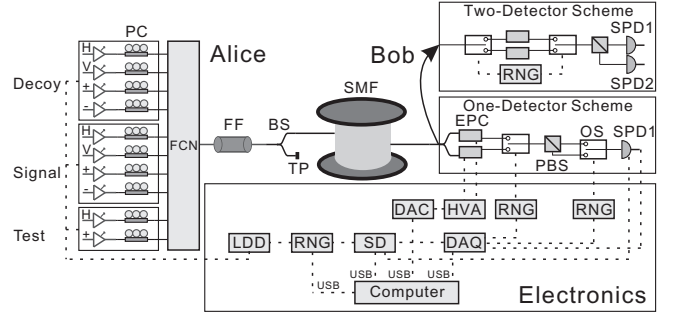 PC
Alice
Bob
Two-Detector Scheme
SPD1
RNG
SPD2
Decoy
H
V
+
-
SMF
One-Detector Scheme
EPC
OS
SPD1
PBS
FF
BS
TP
FCN
Signal
H
V
+
-
Test
H
+
DAC
HVA
RNG
RNG
LDD
RNG
SD
DAQ
USB
USB
USB
USB
Computer
Electronics